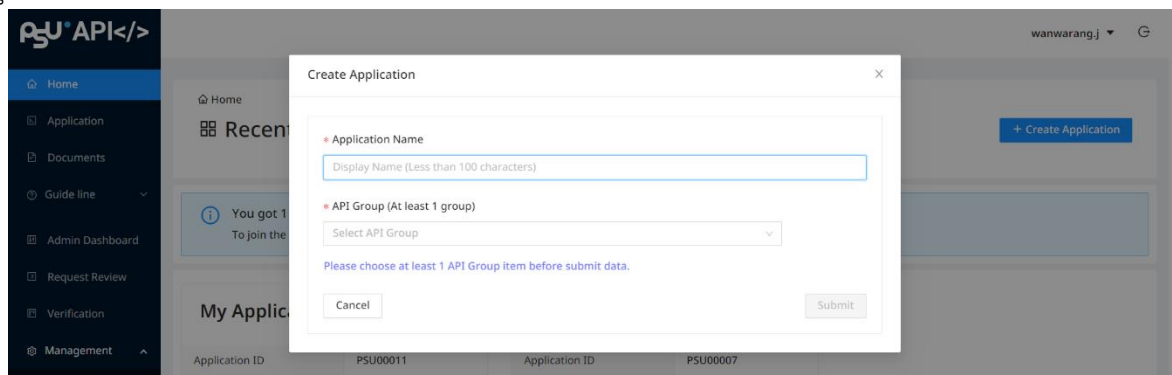 PSU API</>
wanwarang.j
Home
Application
Documents
Guide line
Admin Dashboard
Request Review
Verification
Management
Home
Recent
+ Create Application
You got 1
To join the
My Applica
Application ID PSU00011 Application ID PSU00007
Create Application
* Application Name
Display Name (Less than 100 characters)
* API Group (At least 1 group)
Select API Group
Please choose at least 1 API Group item before submit data.
Cancel Submit